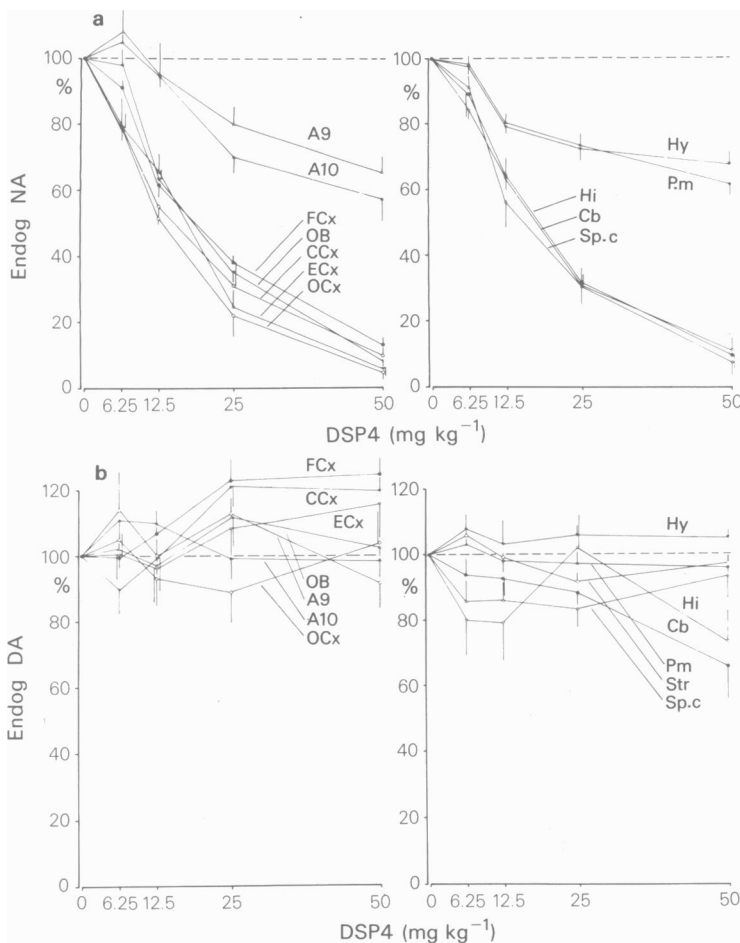 a
100
%
80
60
40
20
0
Endog NA
A9
A10
FCx
OB
CCx
ECx
OCx
0 6.25 12.5 25 50
100
%
80
60
40
20
0
Hy
Pm
Hi
Cb
Sp.c
0 6.25 12.5 25 50
DSP4 (mg kg⁻¹)
b
120
100
%
80
60
40
20
0
Endog DA
FCx
CCx
ECx
OB
A9
A10
OCx
0 6.25 12.5 25 50
120
100
%
80
60
40
20
0
Hy
Hi
Cb
Pm
Str
Sp.c
0 6.25 12.5 25 50
DSP4 (mg kg⁻¹)